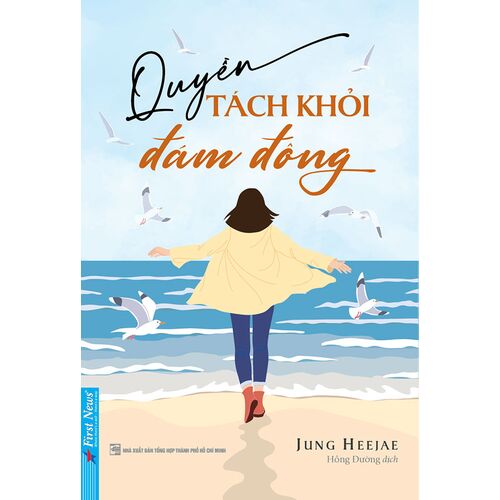 Quyền
TÁCH KHỎI
đám đông
JUNG HEEJAE
Hồng Đường dịch
NHÀ XUẤT BẢN TỔNG HỢP THÀNH PHỐ HỒ CHÍ MINH
First News